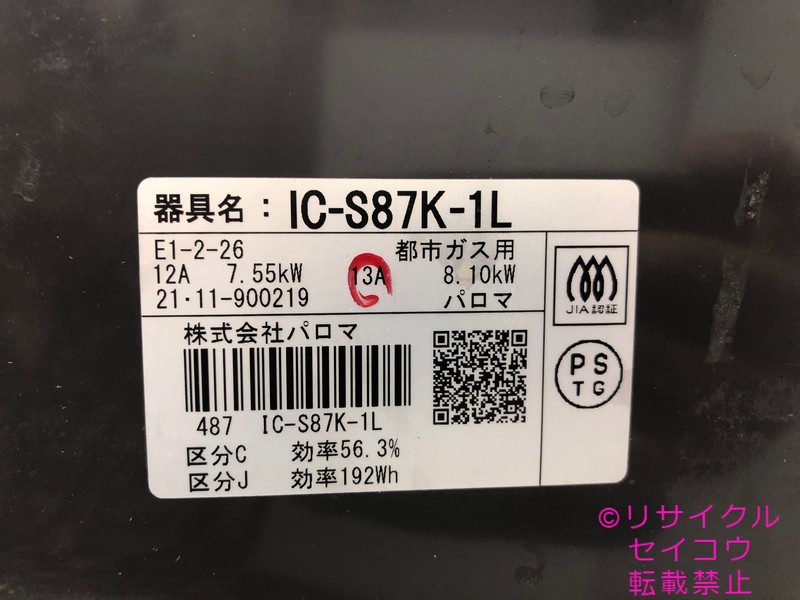 器具名 : IC-S87K-1L
E1-2-26 都市ガス用
12A 7.55kW 13A 8.10kW
21・11-900219 パロマ
JIA認証
株式会社パロマ
PS
TG
487 IC-S87K-1L
区分C 効率56.3%
区分J 効率192Wh
©リサイクル
セイコウ
転載禁止